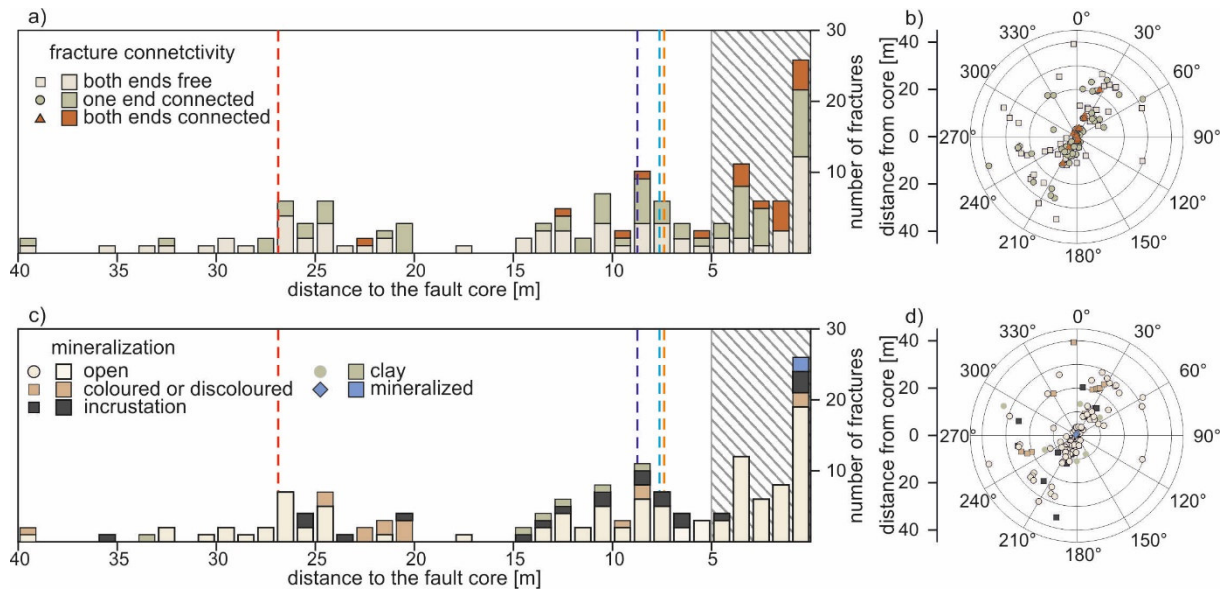 a)
fracture connetctivity
both ends free
one end connected
both ends connected
30
20
10
number of fractures
40
35
30
25
20
15
10
5
distance to the fault core [m]
b)
distance from core [m]
40
20
0
20
40
0°
30°
60°
90°
120°
150°
180°
210°
240°
270°
300°
330°
c)
mineralization
open
coloured or discoloured
incrustation
clay
mineralized
30
20
10
number of fractures
40
35
30
25
20
15
10
5
distance to the fault core [m]
d)
distance from core [m]
40
20
0
20
40
0°
30°
60°
90°
120°
150°
180°
210°
240°
270°
300°
330°